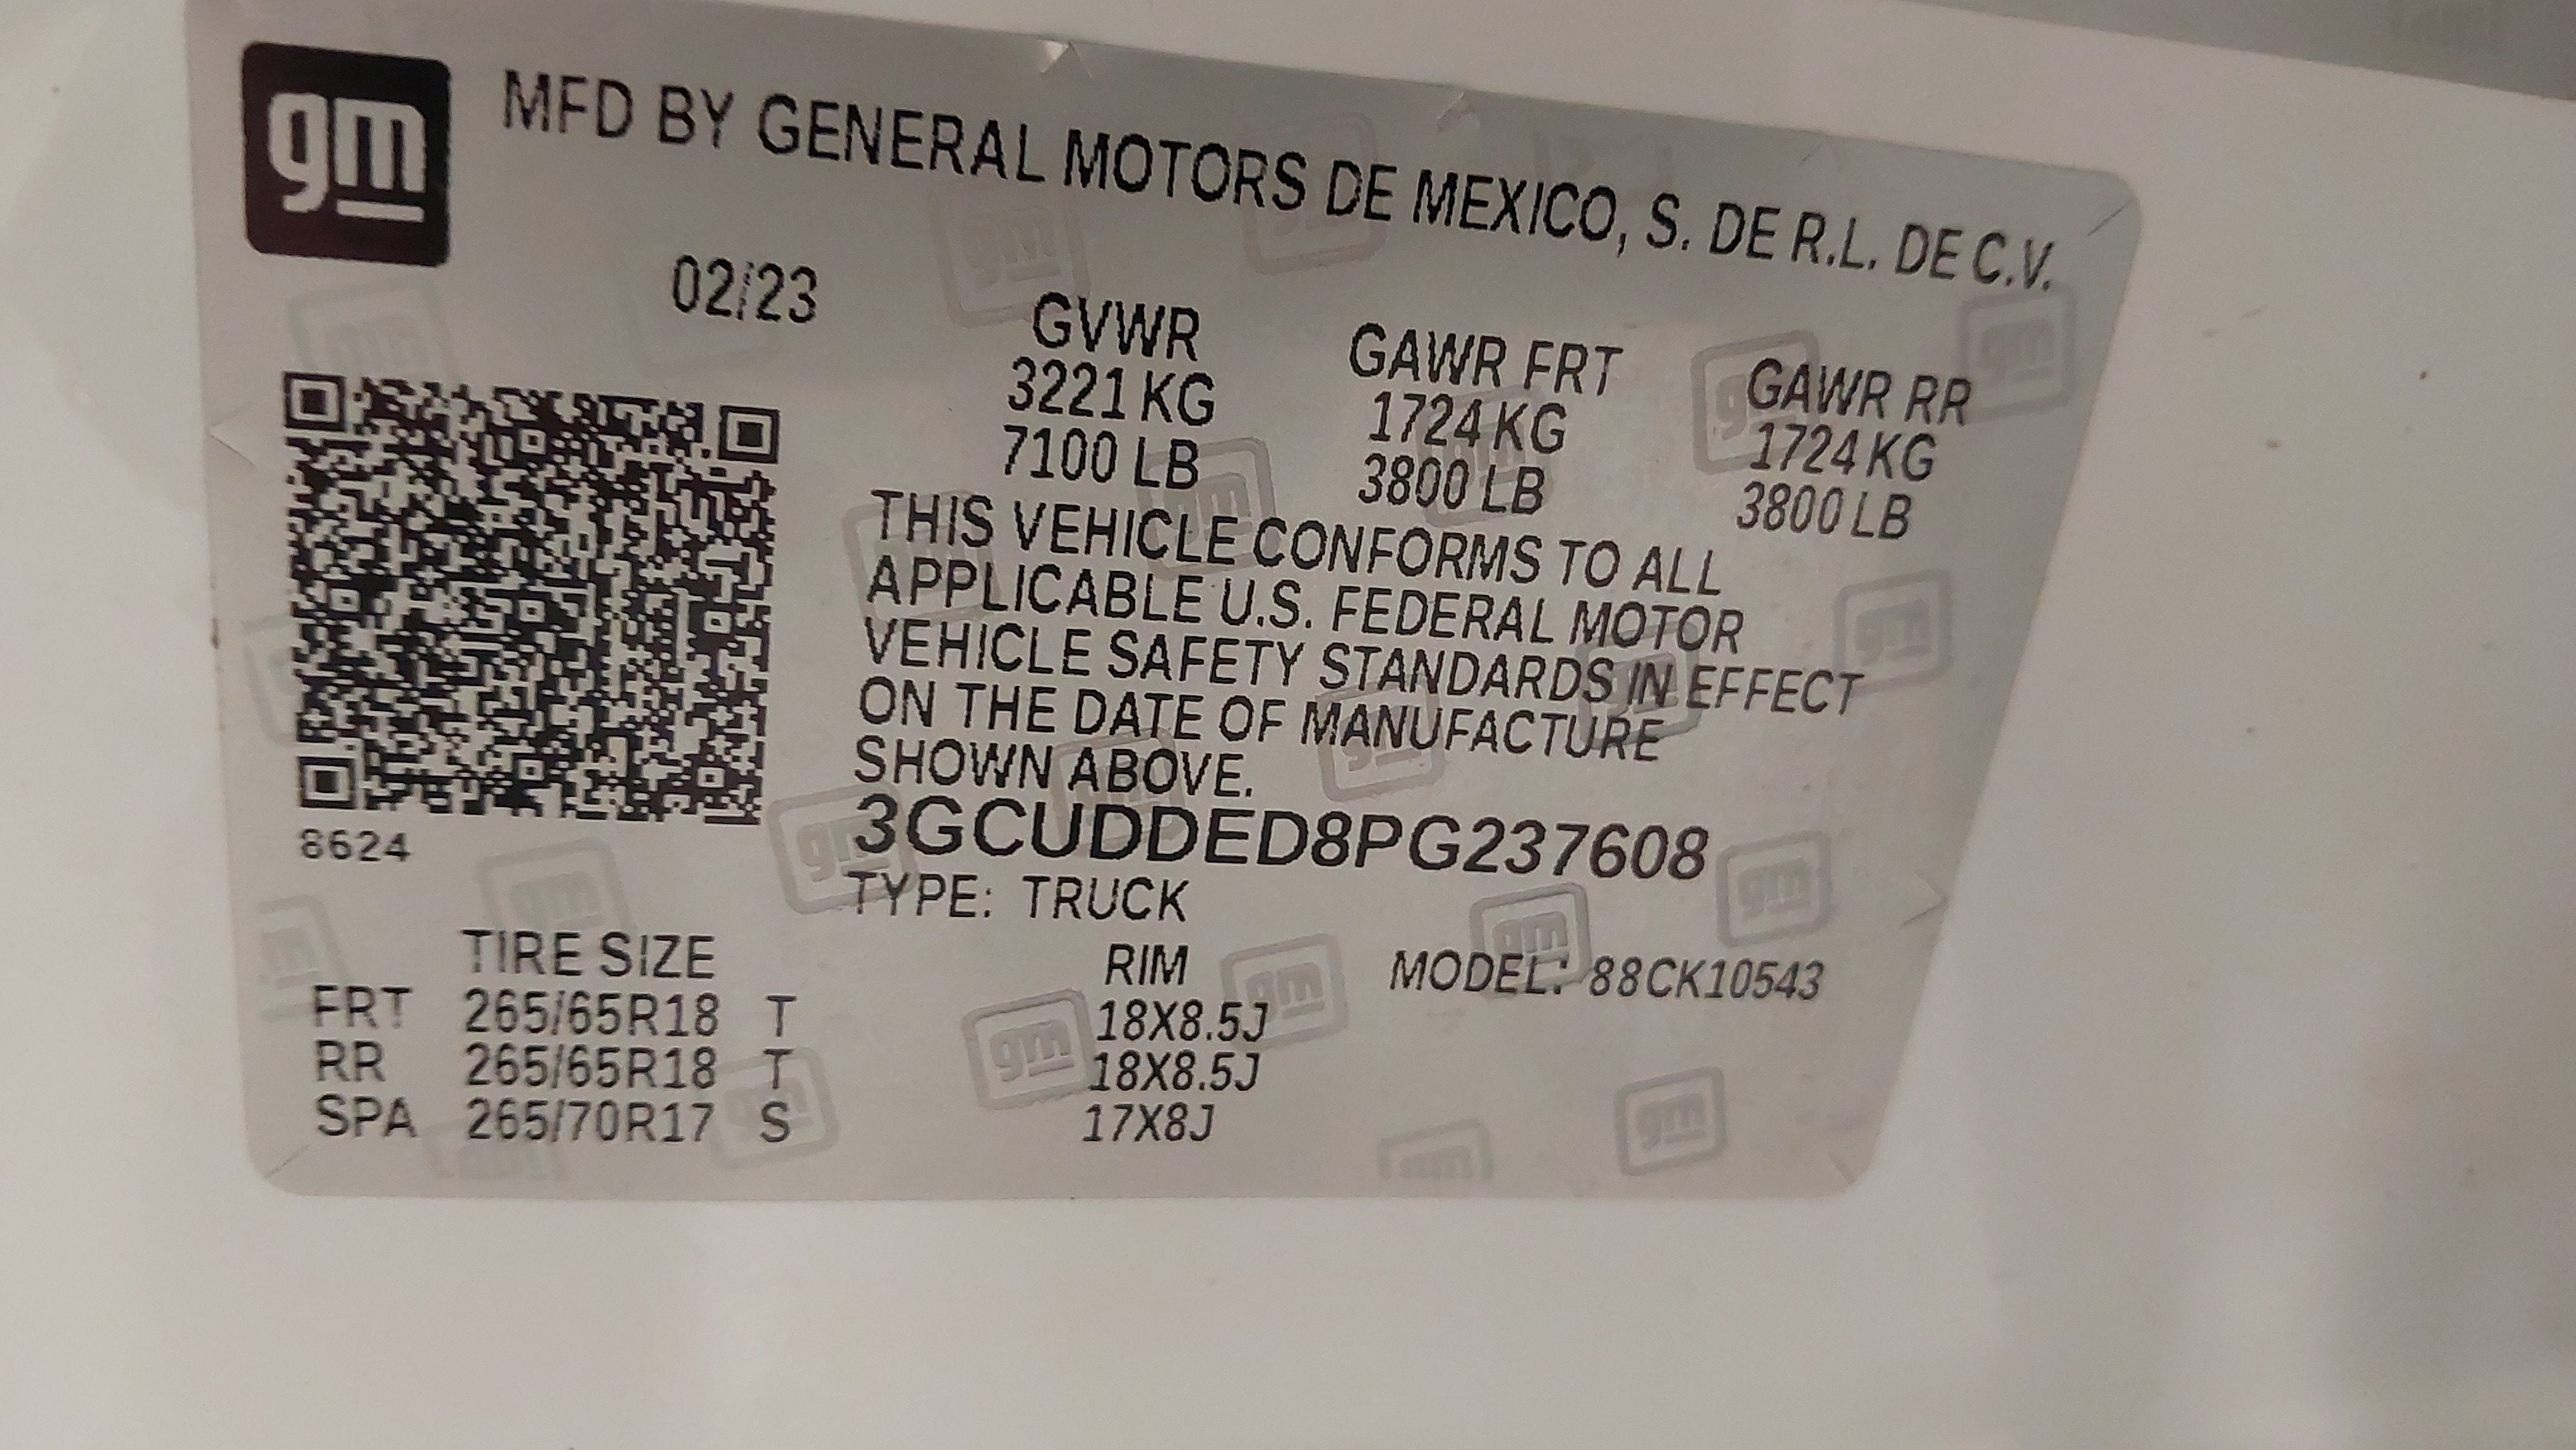 gm
MFD BY GENERAL MOTORS DE MEXICO, S. DE R.L. DE C.V.
02/23
GVWR GAWR FRT GAWR RR
3221 KG 1724 KG 1724 KG
7100 LB 3800 LB 3800 LB
THIS VEHICLE CONFORMS TO ALL
APPLICABLE U.S. FEDERAL MOTOR
VEHICLE SAFETY STANDARDS IN EFFECT
ON THE DATE OF MANUFACTURE
SHOWN ABOVE.
3GCUDDED8PG237608
8624
TYPE: TRUCK
TIRE SIZE RIM MODEL: 88CK10543
FRT 265/65R18 T 18X8.5J
RR 265/65R18 T 18X8.5J
SPA 265/70R17 S 17X8J